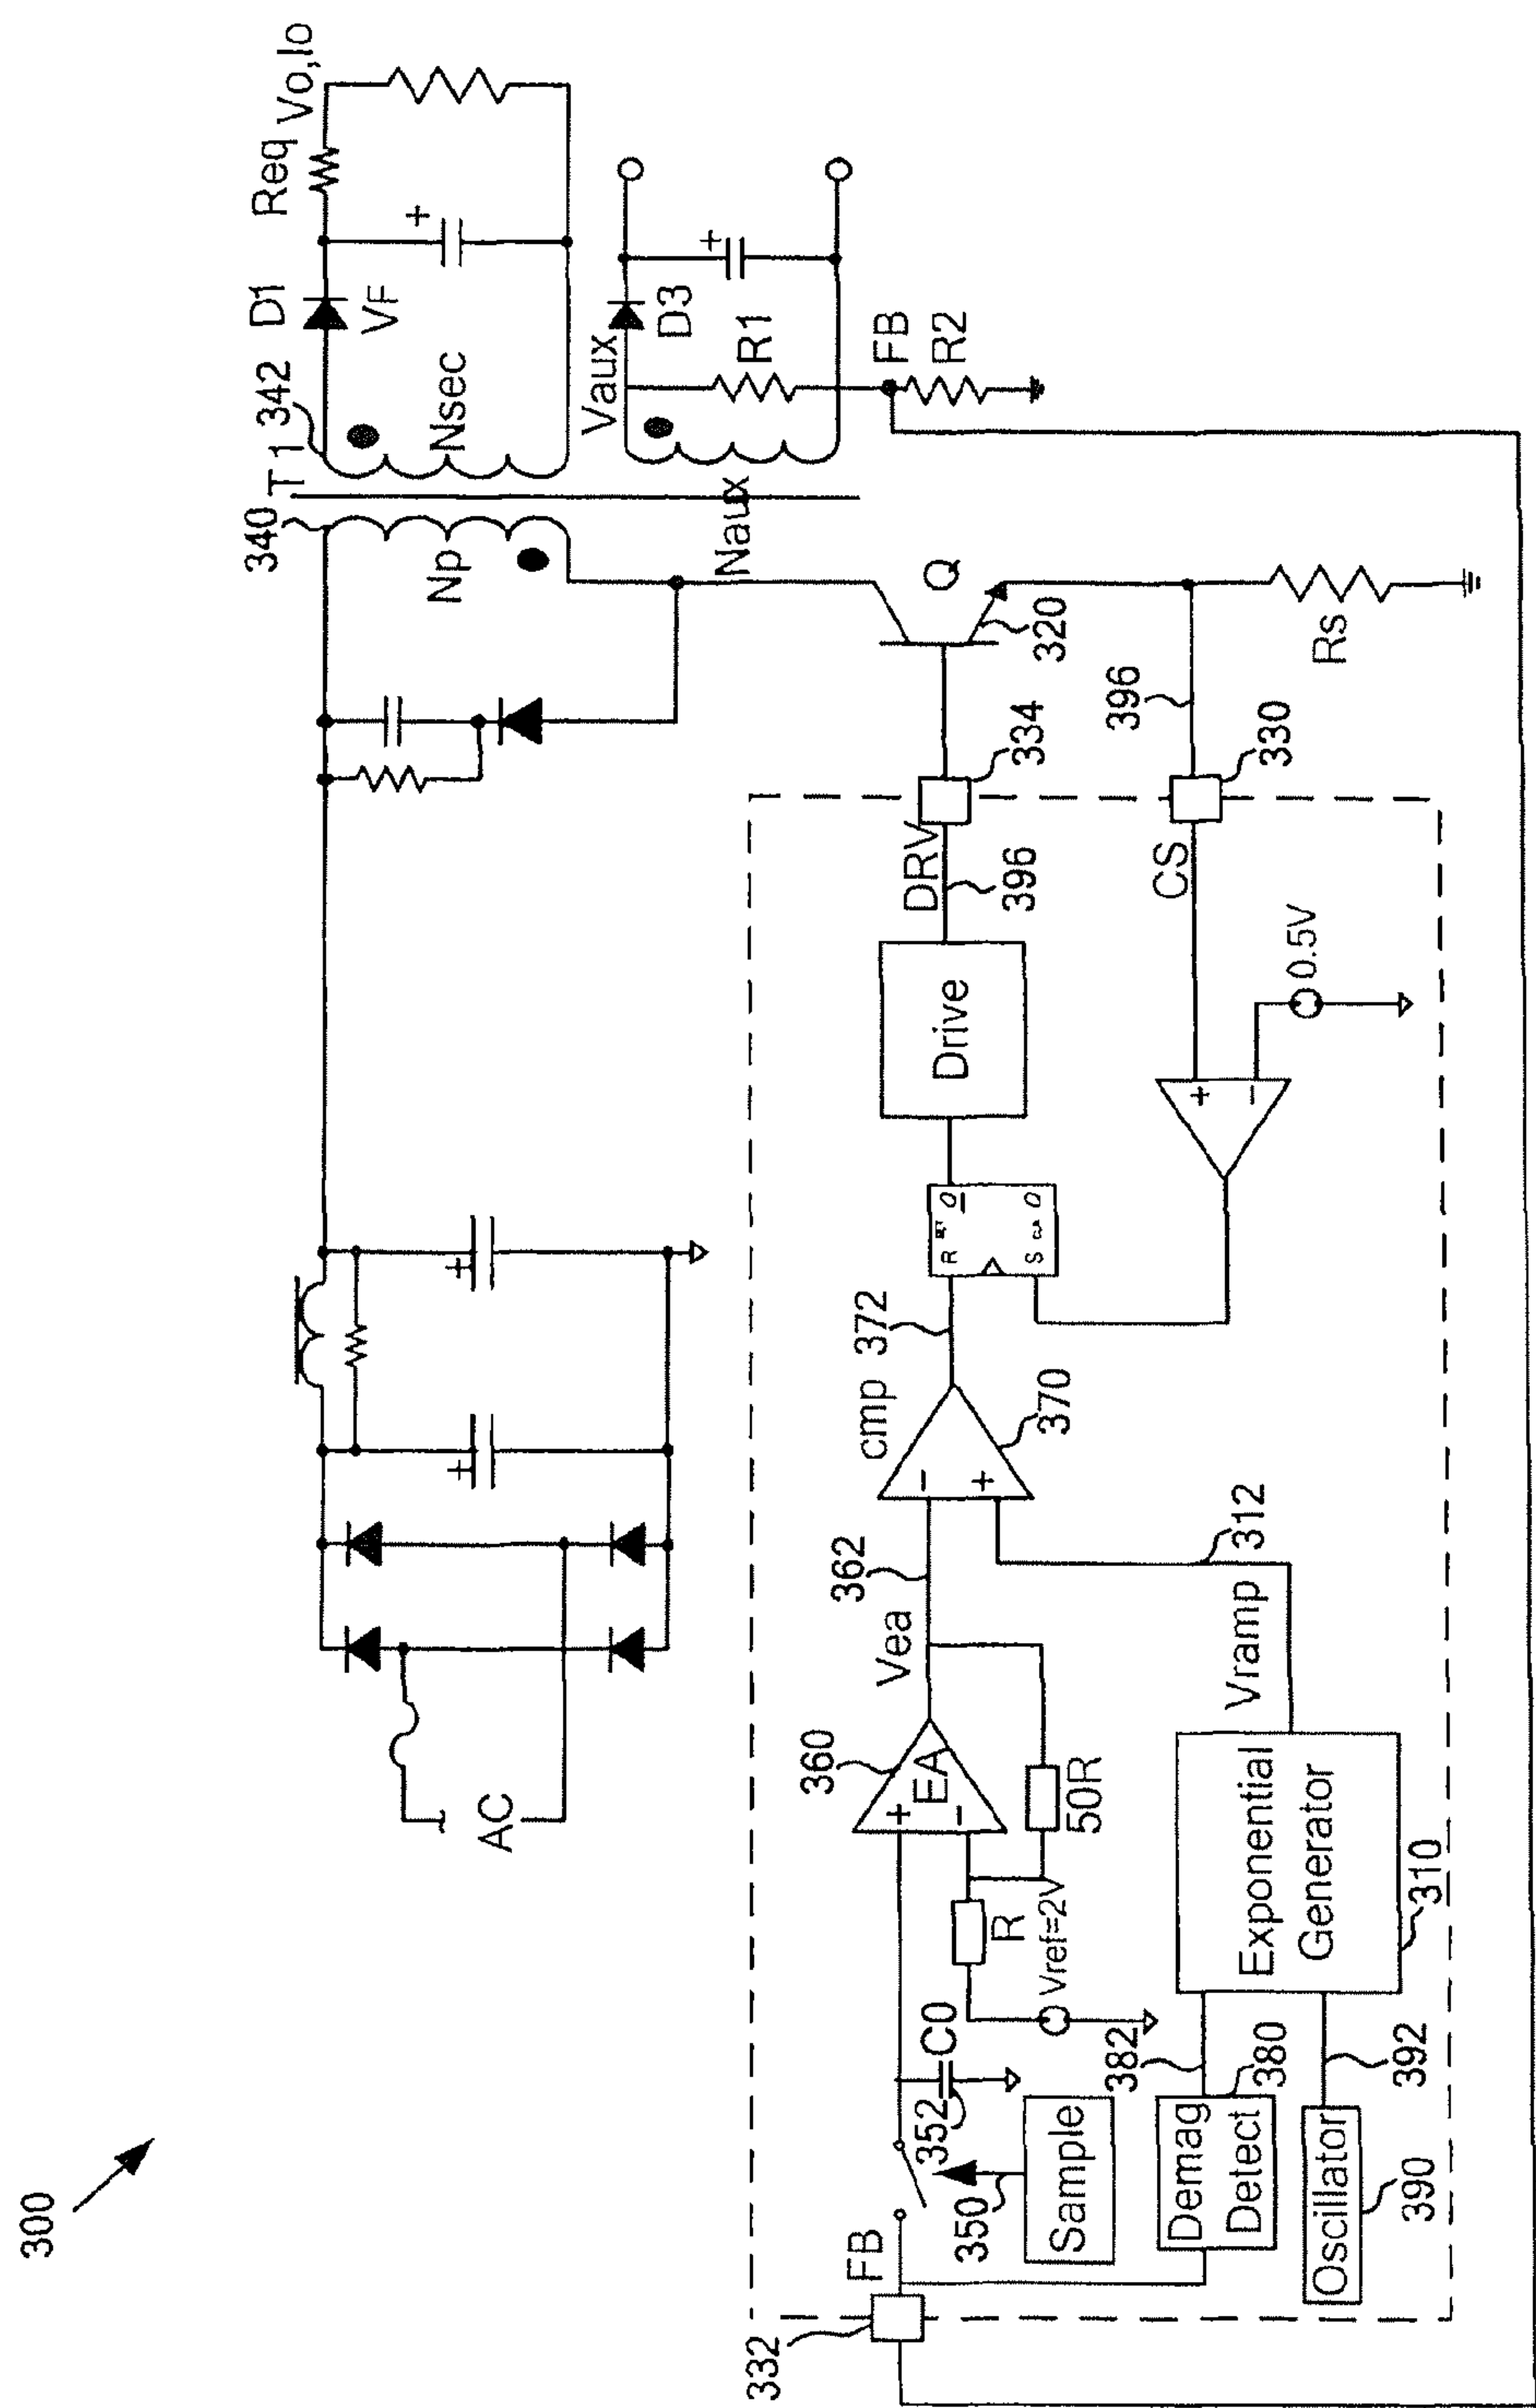 300
AC
340
T1
342
Np
Nsec
D1
VF
Req
Vo,Io
+
+
+
Vaux
D3
+
Naux
R1
FB
R2
Q
320
396
Rs
334
330
DRV
396
CS
Drive
0.5V
+
−
R
Q
S
Q
372
cmp
370
−
+
362
Vea
312
Vramp
360
EA
+
−
50R
R
Vref=2V
C0
352
350
Sample
FB
332
382
380
Demag
Detect
Exponential
Generator
310
392
Oscillator
390